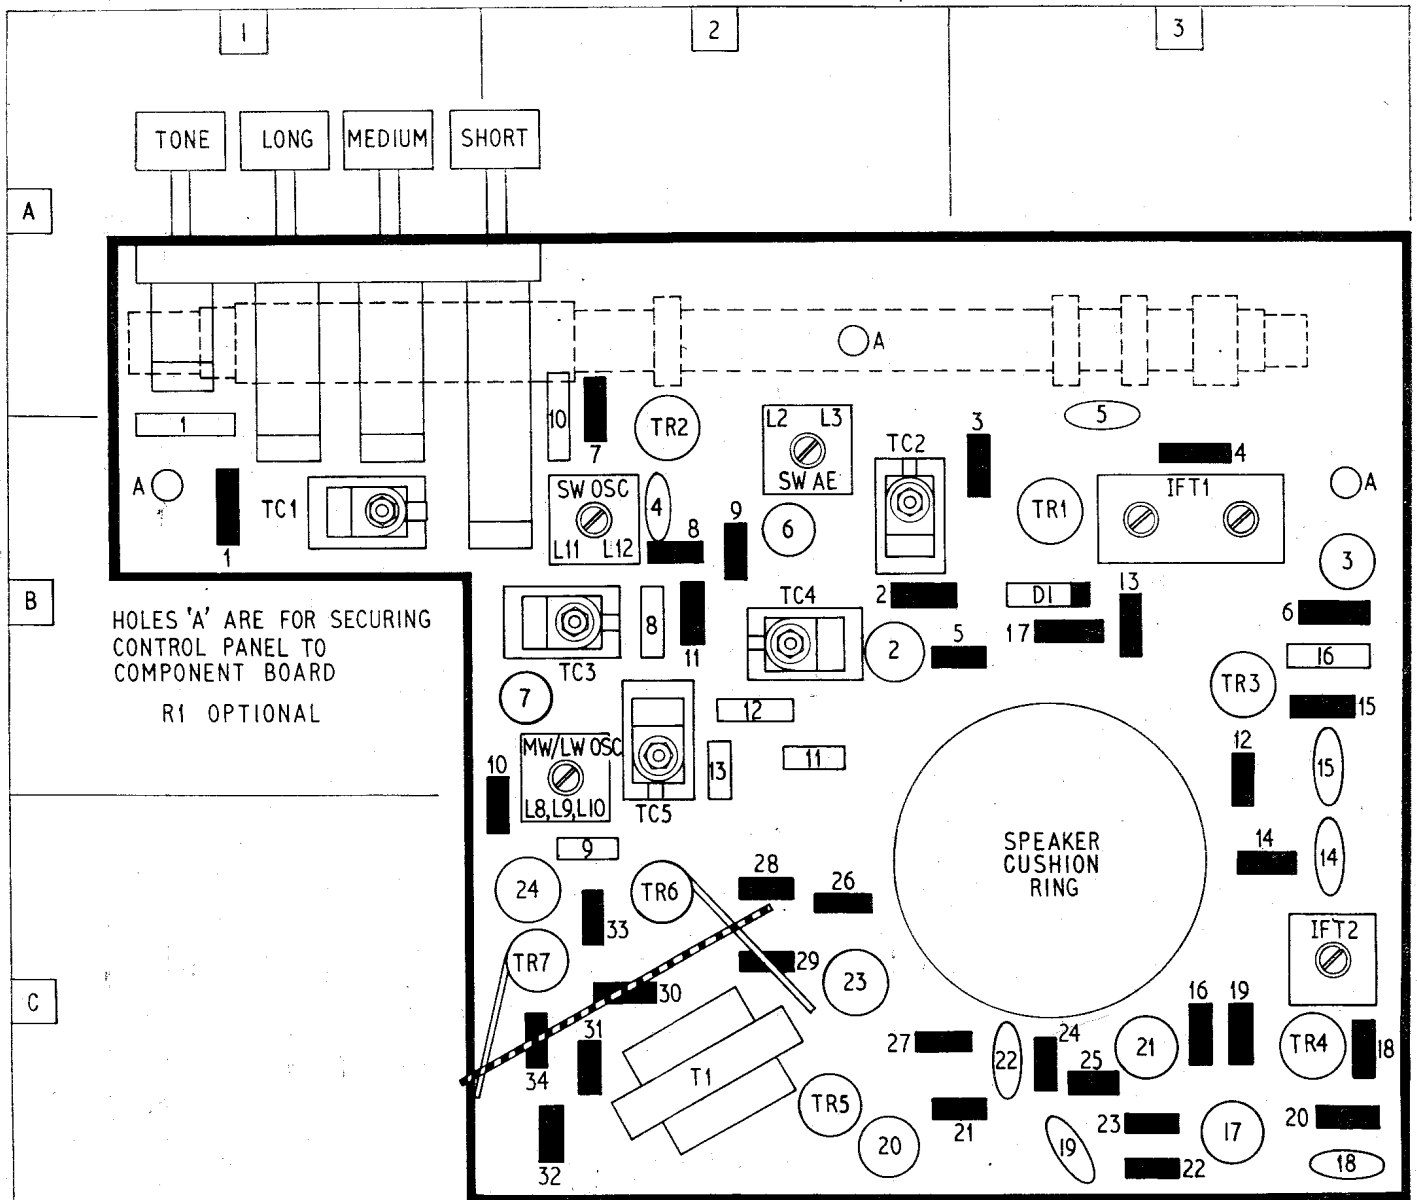 1 2 3
TONE LONG MEDIUM SHORT
A
A
1
10
7
TR2
L2 L3
SW AE
TC2
3
5
4
A
TC1
1
SW OSC
L11 L12
4
8
9
6
TR1
IFT1
A
3
B
HOLES 'A' ARE FOR SECURING
CONTROL PANEL TO
COMPONENT BOARD
R1 OPTIONAL
TC3
8
11
TC4
2
2
5
D1
17
13
6
16
TR3
15
7
12
MW/LW OSC
L8, L9, L10
10
TC5
13
11
12
15
9
SPEAKER
CUSHION
RING
14
14
24
33
TR6
28
26
IFT2
TR7
29
23
30
C
34
31
T1
27
22
24
25
21
16
19
TR4
18
32
TR5
20
21
19
23
22
17
20
18